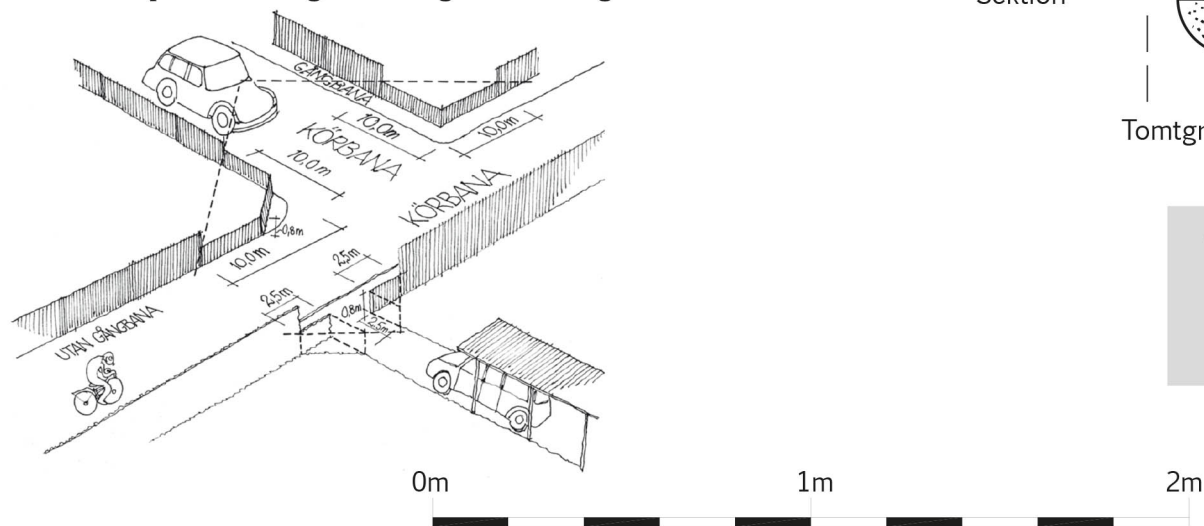 Sektion
GÅNGBANA
10,0m
10,0m
KÖRBANA
10,0m
KÖRBANA
0,8m
10,0m
2,5m
2,5m
0,8m
2,5m
UTAN GÅNGBANA
Tomtgr
0m 1m 2m